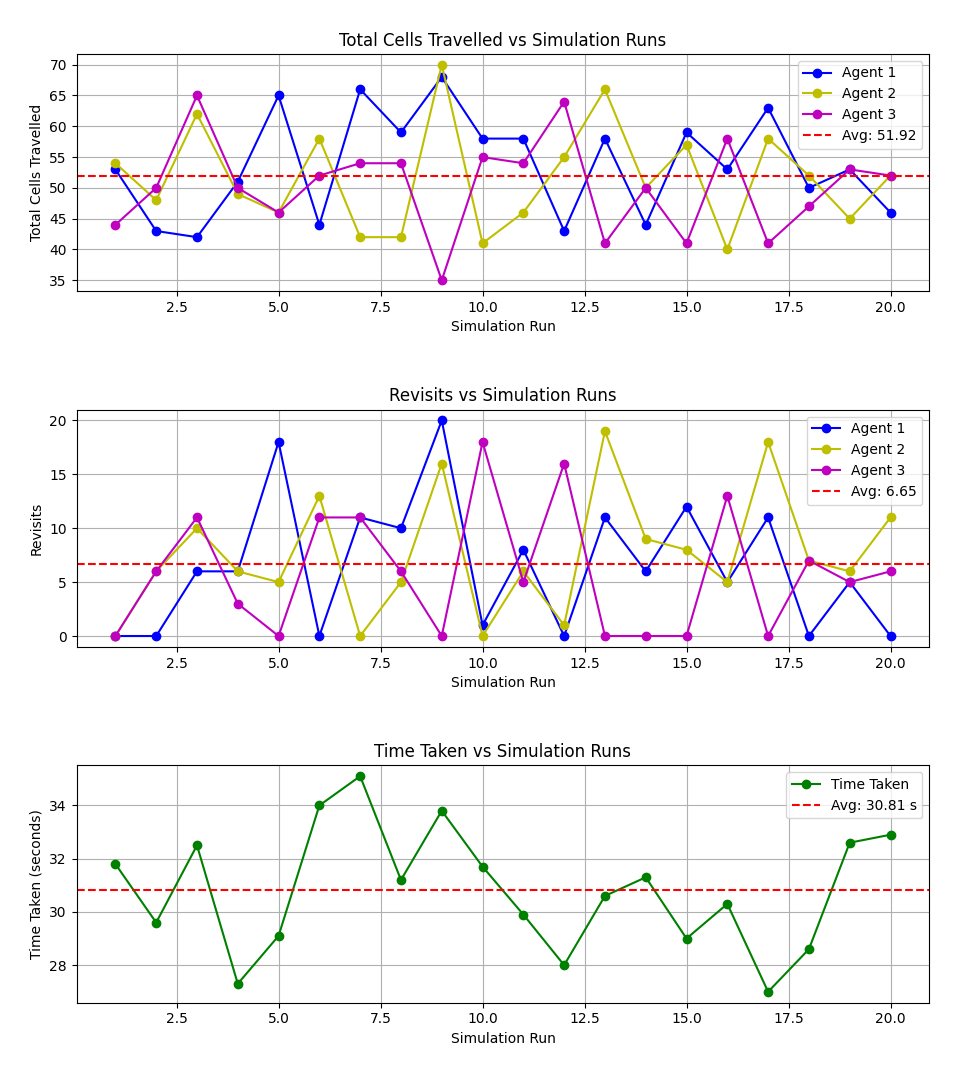 Total Cells Travelled vs Simulation Runs
Total Cells Travelled
70
65
60
55
50
45
40
35
Agent 1
Agent 2
Agent 3
Avg: 51.92
2.5 5.0 7.5 10.0 12.5 15.0 17.5 20.0
Simulation Run
Revisits vs Simulation Runs
Revisits
20
15
10
5
0
Agent 1
Agent 2
Agent 3
Avg: 6.65
2.5 5.0 7.5 10.0 12.5 15.0 17.5 20.0
Simulation Run
Time Taken vs Simulation Runs
Time Taken (seconds)
34
32
30
28
Time Taken
Avg: 30.81 s
2.5 5.0 7.5 10.0 12.5 15.0 17.5 20.0
Simulation Run